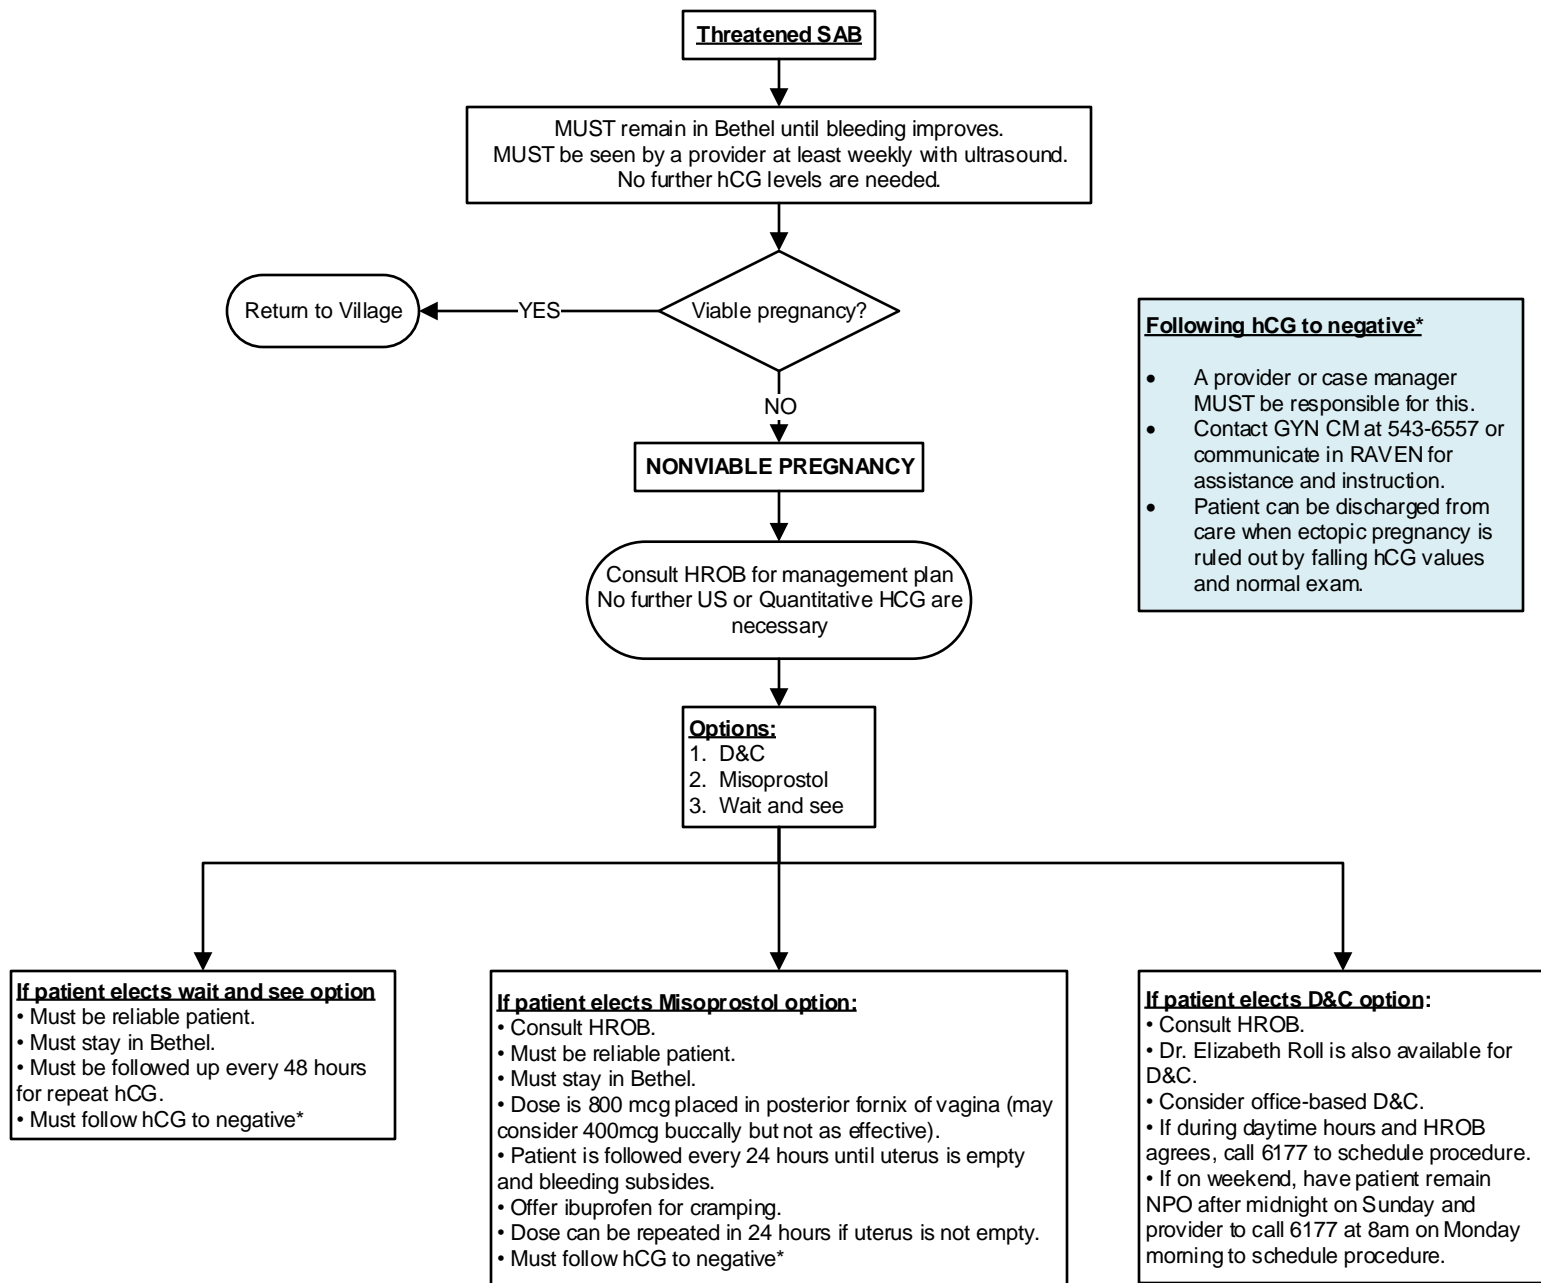 Threatened SAB
MUST remain in Bethel until bleeding improves.
MUST be seen by a provider at least weekly with ultrasound.
No further hCG levels are needed.
Viable pregnancy?
YES
Return to Village
NO
NONVIABLE PREGNANCY
Consult HROB for management plan
No further US or Quantitative HCG are
necessary
Options:
1. D&C
2. Misoprostol
3. Wait and see
Following hCG to negative*
• A provider or case manager
MUST be responsible for this.
• Contact GYN CM at 543-6557 or
communicate in RAVEN for
assistance and instruction.
• Patient can be discharged from
care when ectopic pregnancy is
ruled out by falling hCG values
and normal exam.
If patient elects wait and see option
• Must be reliable patient.
• Must stay in Bethel.
• Must be followed up every 48 hours
for repeat hCG.
• Must follow hCG to negative*
If patient elects Misoprostol option:
• Consult HROB.
• Must be reliable patient.
• Must stay in Bethel.
• Dose is 800 mcg placed in posterior fornix of vagina (may
consider 400mcg buccally but not as effective).
• Patient is followed every 24 hours until uterus is empty
and bleeding subsides.
• Offer ibuprofen for cramping.
• Dose can be repeated in 24 hours if uterus is not empty.
• Must follow hCG to negative*
If patient elects D&C option:
• Consult HROB.
• Dr. Elizabeth Roll is also available for
D&C.
• Consider office-based D&C.
• If during daytime hours and HROB
agrees, call 6177 to schedule procedure.
• If on weekend, have patient remain
NPO after midnight on Sunday and
provider to call 6177 at 8am on Monday
morning to schedule procedure.